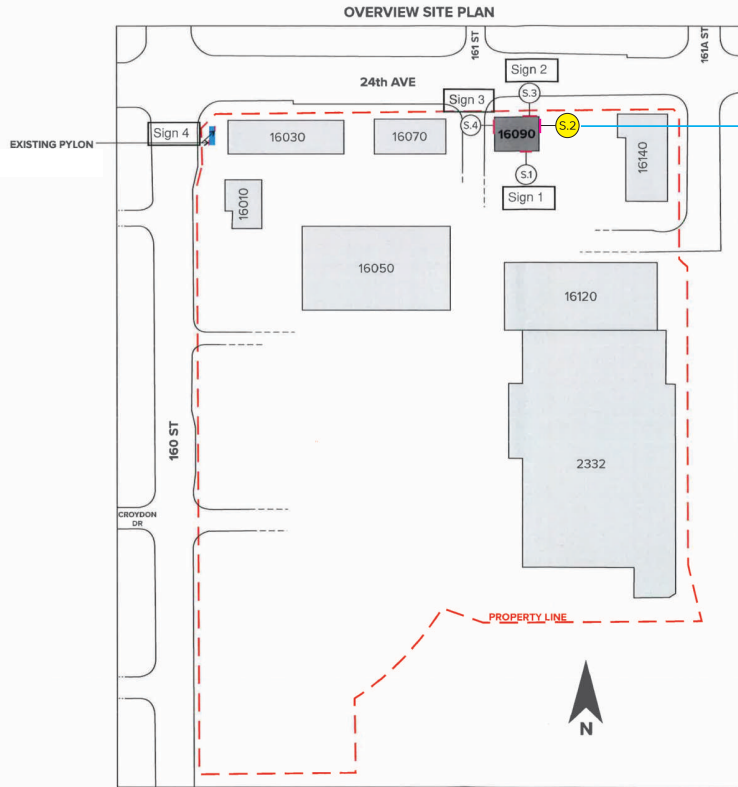 OVERVIEW SITE PLAN
161 ST
161A ST
24th AVE
Sign 2
Sign 3
S.3
Sign 4
S.4
S.2
EXISTING PYLON
16030
16070
16090
16140
S.1
Sign 1
16010
16050
16120
160 ST
2332
CROYDON
DR
PROPERTY LINE
N